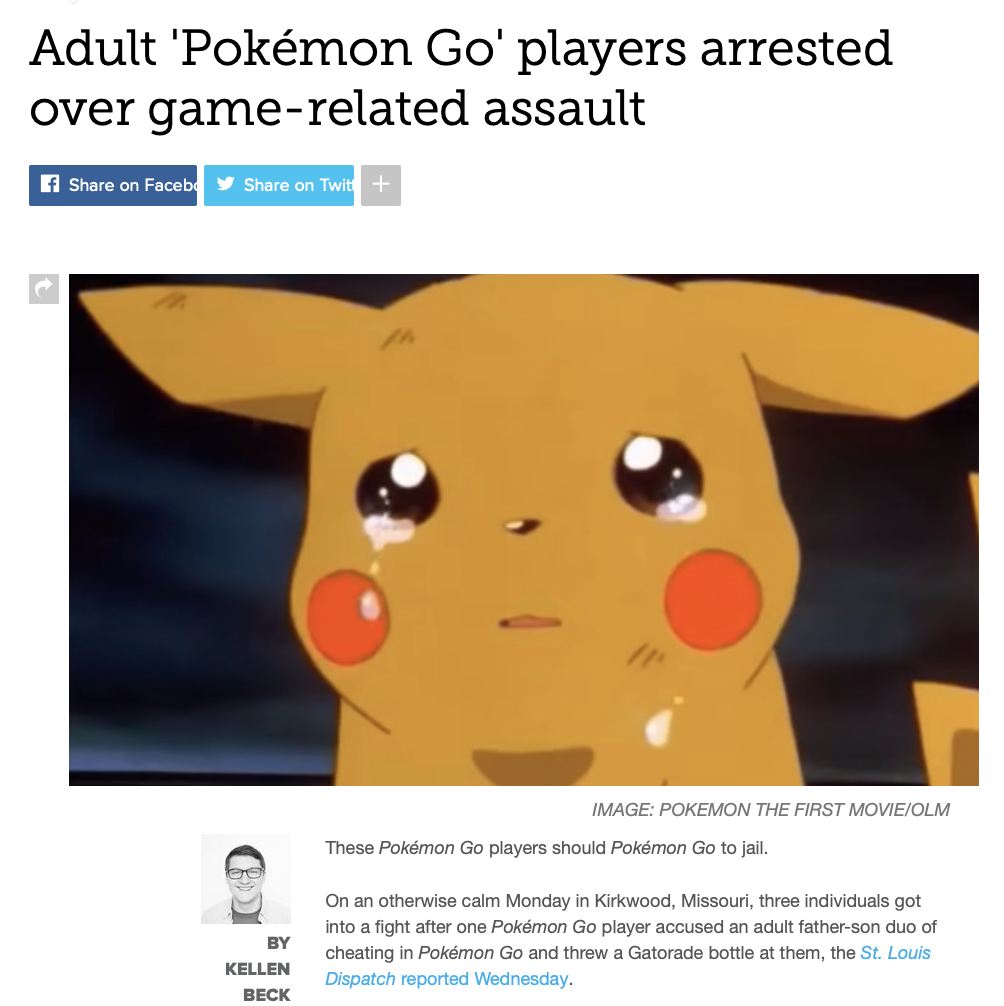 Adult 'Pokémon Go' players arrested
over game-related assault
Share on Facebo
Share on Twitt
+
IMAGE: POKEMON THE FIRST MOVIE/OLM
BY
KELLEN
BECK
These Pokémon Go players should Pokémon Go to jail.
On an otherwise calm Monday in Kirkwood, Missouri, three individuals got
into a fight after one Pokémon Go player accused an adult father-son duo of
cheating in Pokémon Go and threw a Gatorade bottle at them, the St. Louis
Dispatch reported Wednesday.